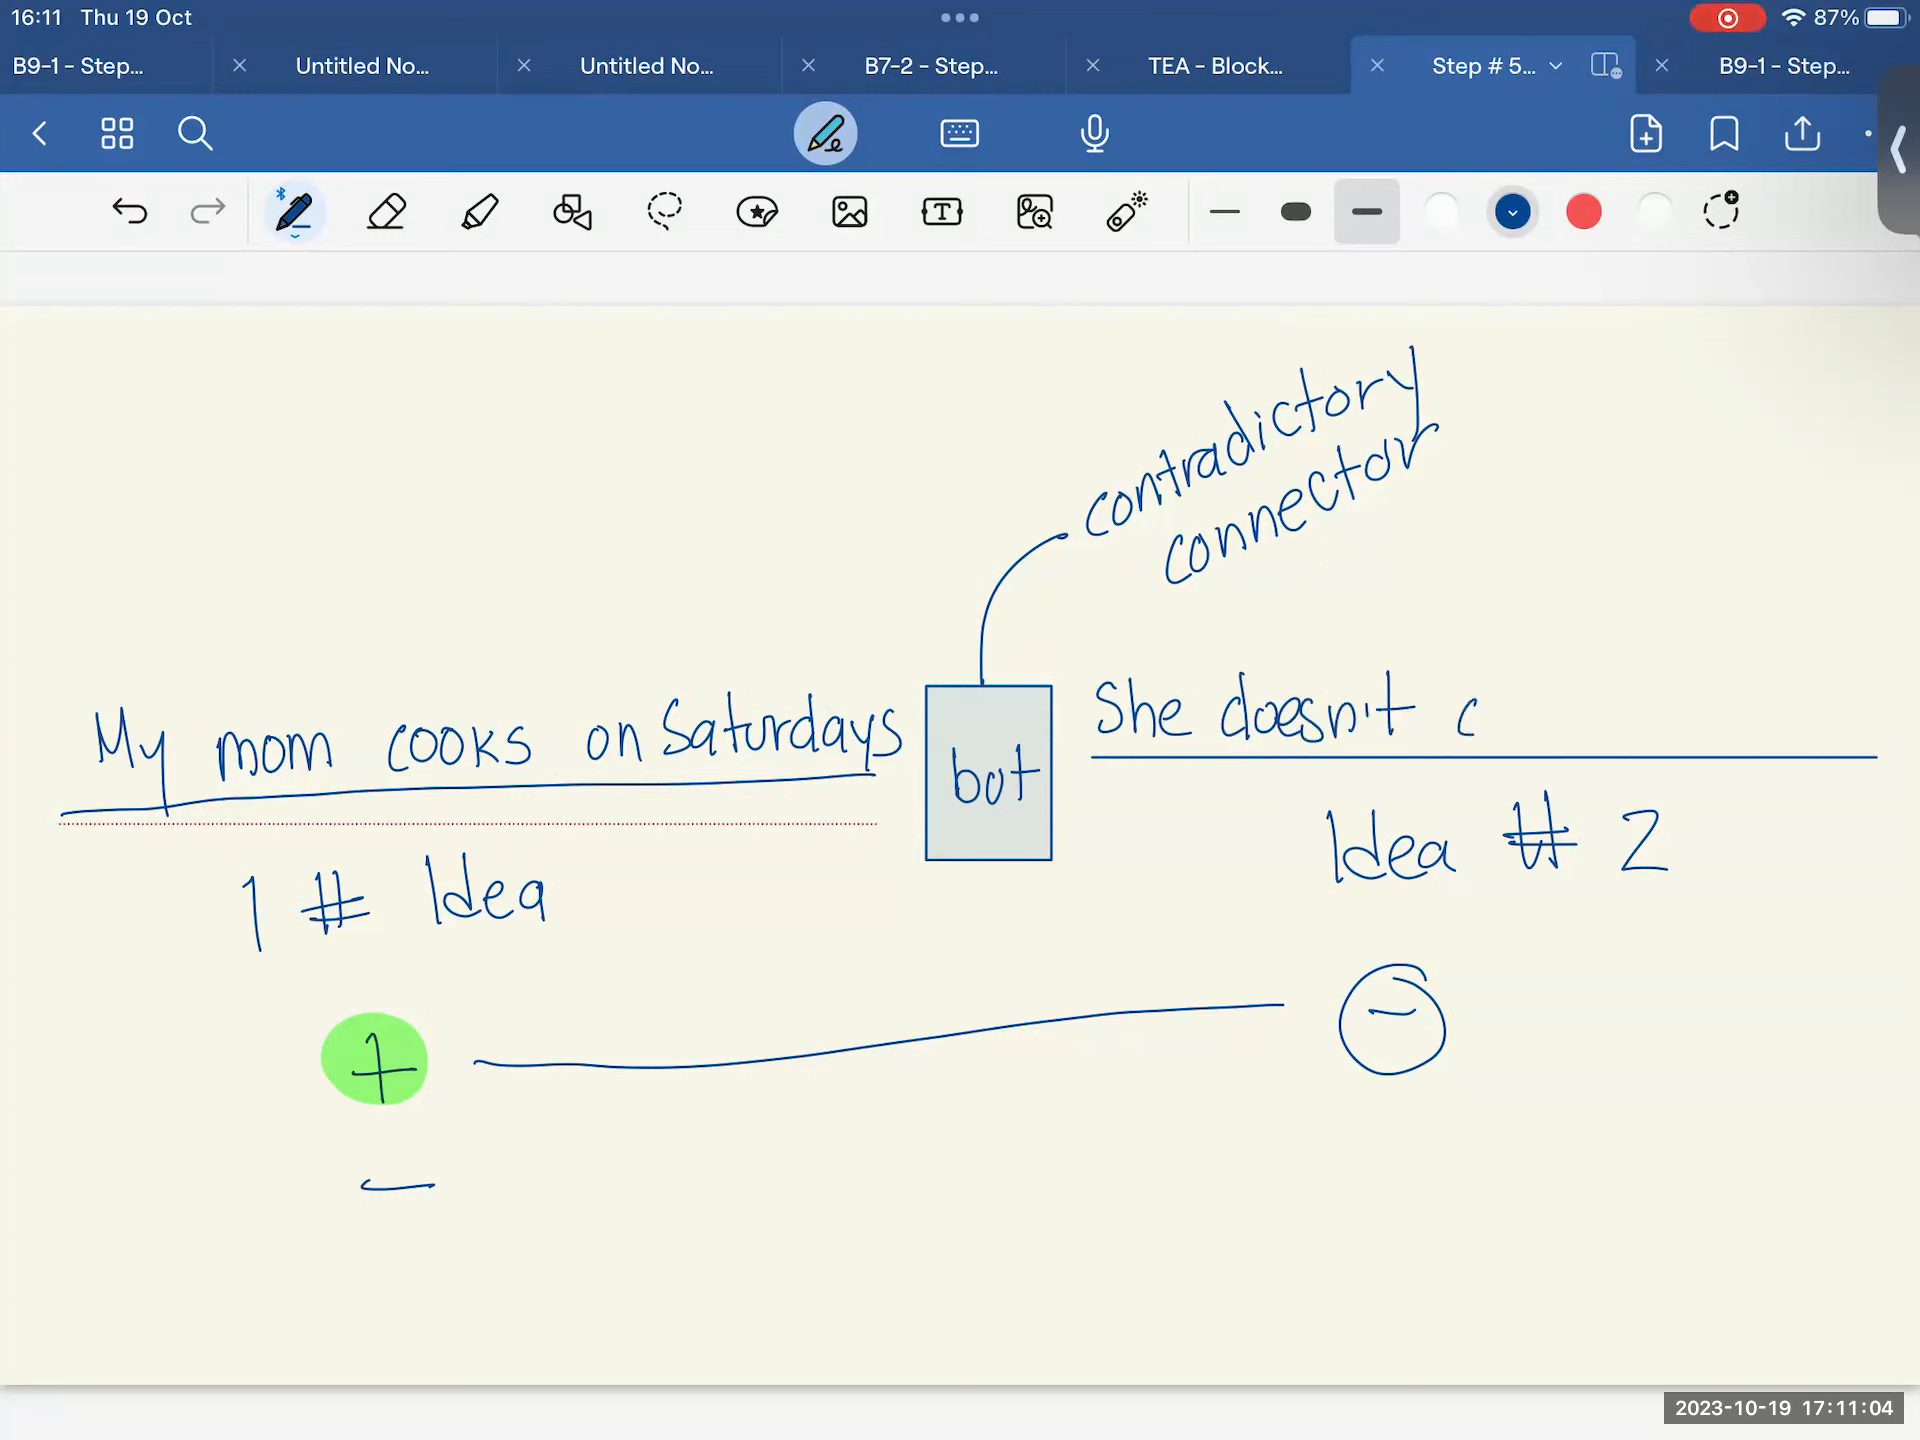 16:11 Thu 19 Oct
87%
B9-1 - Step...
Untitled No...
Untitled No...
B7-2 - Step...
TEA - Block...
Step # 5...
B9-1 - Step...
contradictory
connector
My mom cooks on Saturdays
but
She doesn't c
1 # Idea
Idea # 2
+
-
-
2023-10-19 17:11:04